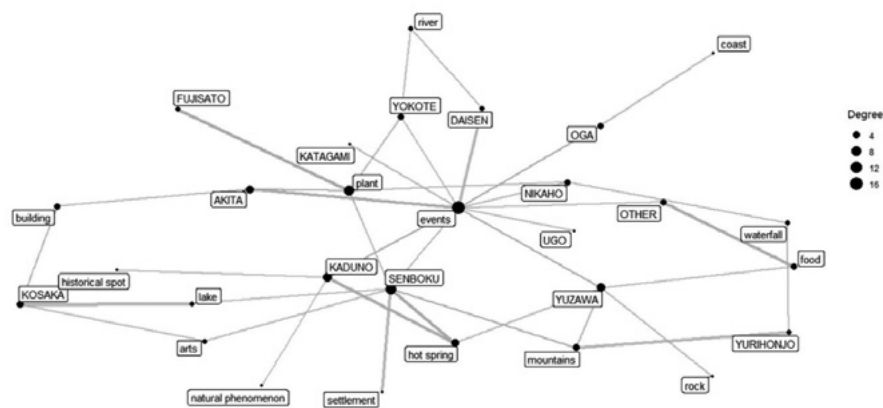 river
coast
FUJISATO
YOKOTE
DAISEN
OGA
KATAGAMI
plant
AKITA
NIKAHO
OTHER
building
events
UGO
waterfall
food
historical spot
KADUNO
SENBOKU
KOSAKA
lake
YUZAWA
arts
hot spring
mountains
YURIHONJO
natural phenomenon
settlement
rock
Degree
4
8
12
16